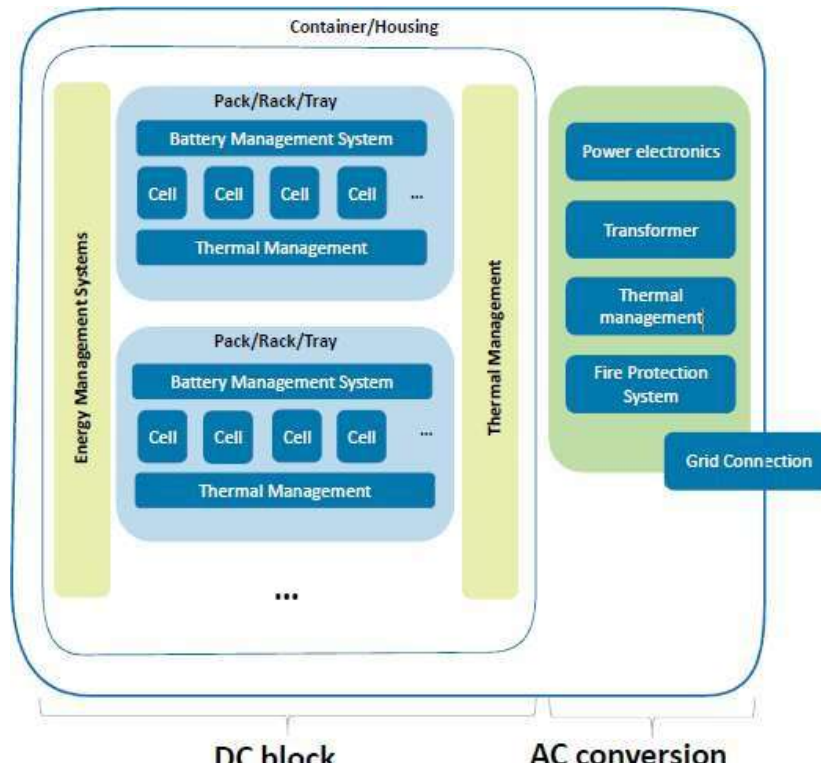 Container/Housing
Energy Management Systems
Pack/Rack/Tray
Battery Management System
Cell Cell Cell Cell ...
Thermal Management
Pack/Rack/Tray
Battery Management System
Cell Cell Cell Cell ...
Thermal Management
...
Thermal Management
Power electronics
Transformer
Thermal
management
Fire Protection
System
Grid Connection
DC block
AC conversion